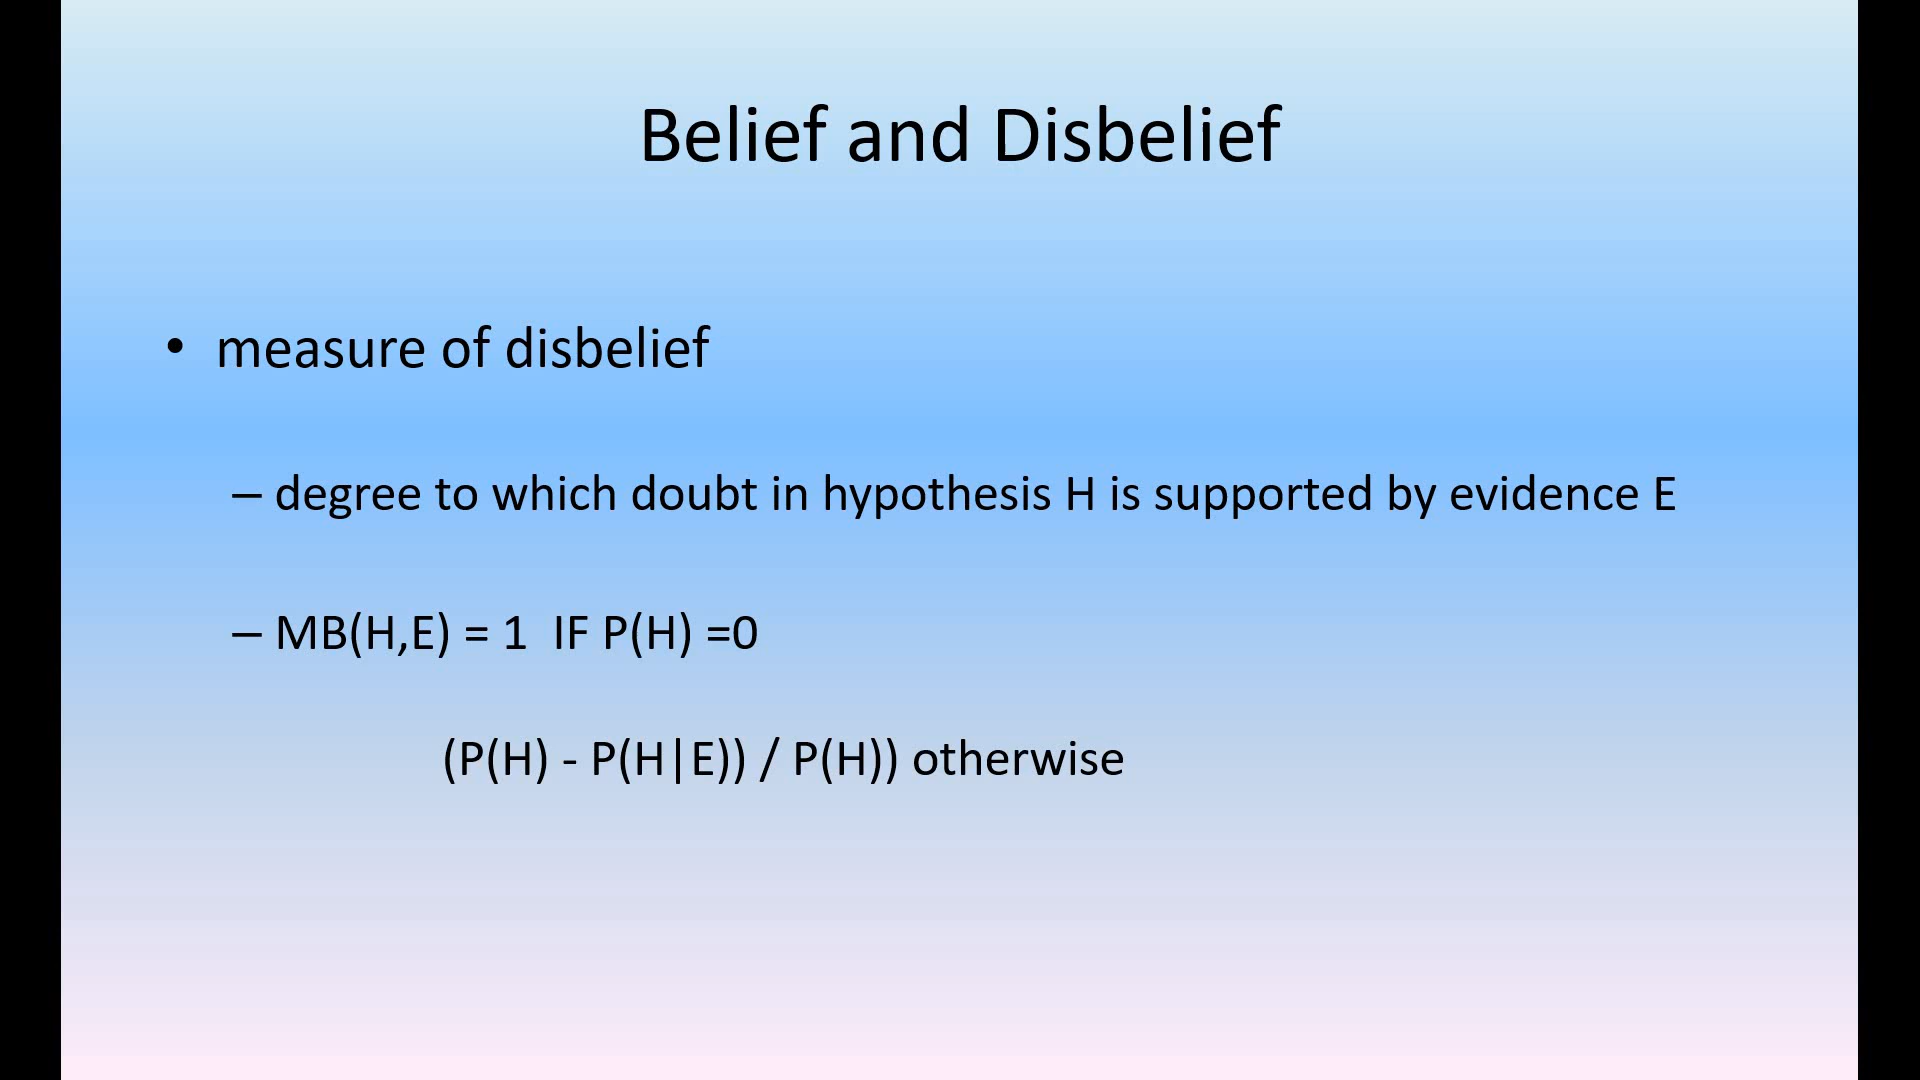 Belief and Disbelief
• measure of disbelief
– degree to which doubt in hypothesis H is supported by evidence E
– MB(H,E) = 1  IF P(H) =0
(P(H) - P(H|E)) / P(H)) otherwise